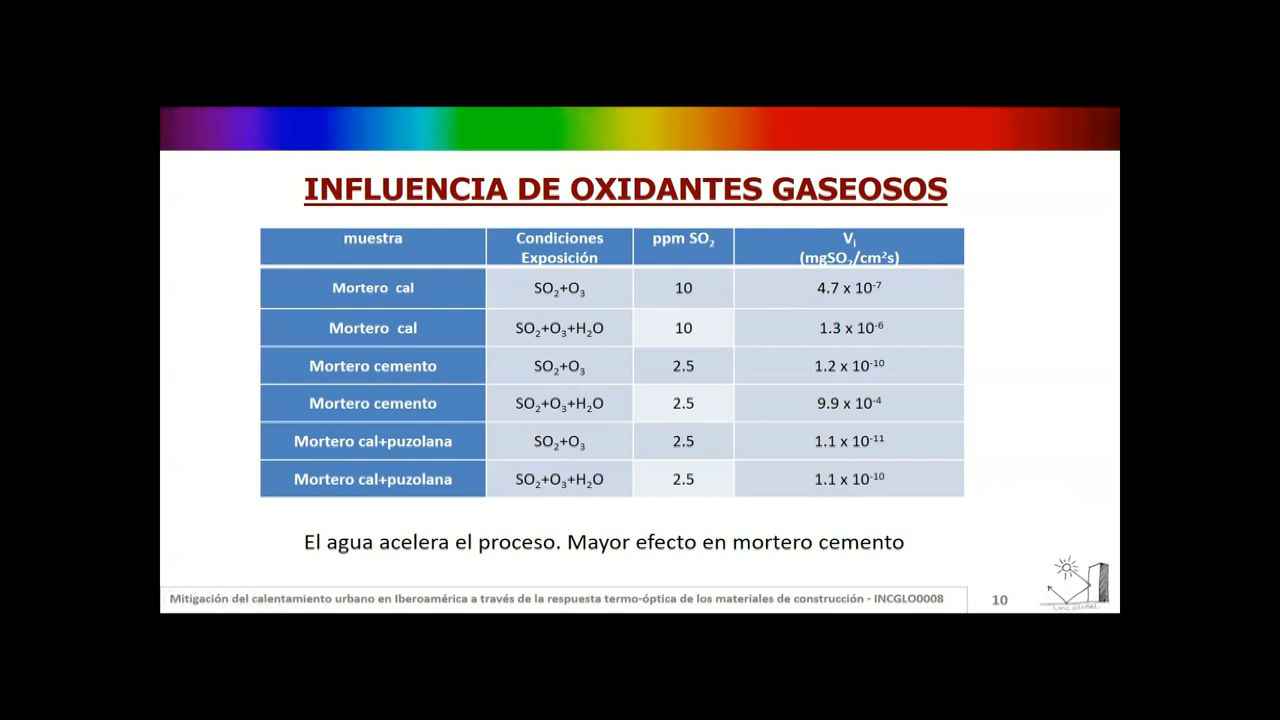 INFLUENCIA DE OXIDANTES GASEOSOS
muestra Condiciones Exposición ppm SO₂ Vᵢ (mgSO₂/cm²s)
Mortero cal SO₂+O₃ 10 4.7 x 10⁻⁷
Mortero cal SO₂+O₃+H₂O 10 1.3 x 10⁻⁶
Mortero cemento SO₂+O₃ 2.5 1.2 x 10⁻¹⁰
Mortero cemento SO₂+O₃+H₂O 2.5 9.9 x 10⁻⁴
Mortero cal+puzolana SO₂+O₃ 2.5 1.1 x 10⁻¹¹
Mortero cal+puzolana SO₂+O₃+H₂O 2.5 1.1 x 10⁻¹⁰
El agua acelera el proceso. Mayor efecto en mortero cemento
Mitigación del calentamiento urbano en Iberoamérica a través de la respuesta termo-óptica de los materiales de construcción - INCGLO0008
10
LINC GLOBAL